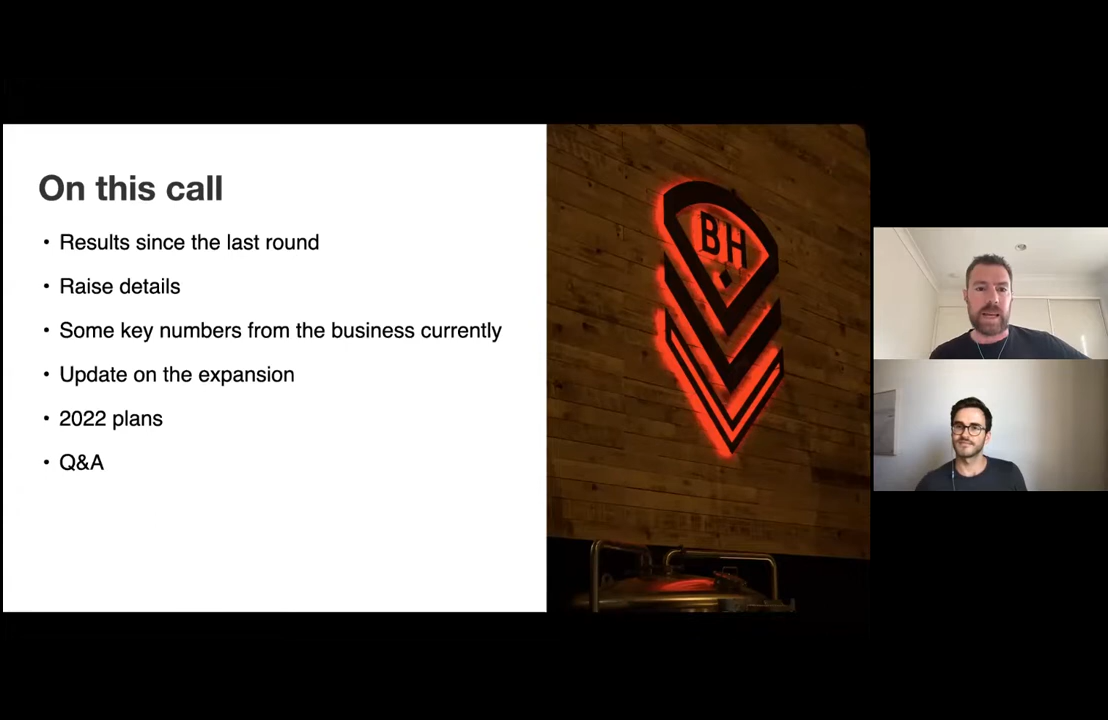 On this call
• Results since the last round
• Raise details
• Some key numbers from the business currently
• Update on the expansion
• 2022 plans
• Q&A
BH